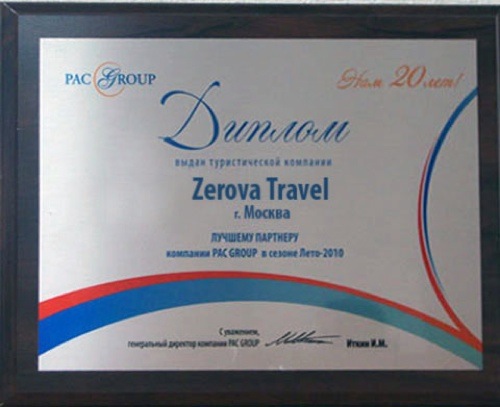 PAC GROUP
Нам 20 лет!
Диплом
выдан туристической компании
Zerova Travel
г. Москва
ЛУЧШЕМУ ПАРТНЕРУ
компании PAC GROUP в сезоне Лето-2010
С уважением,
генеральный директор компании PAC GROUP Иткин И.М.